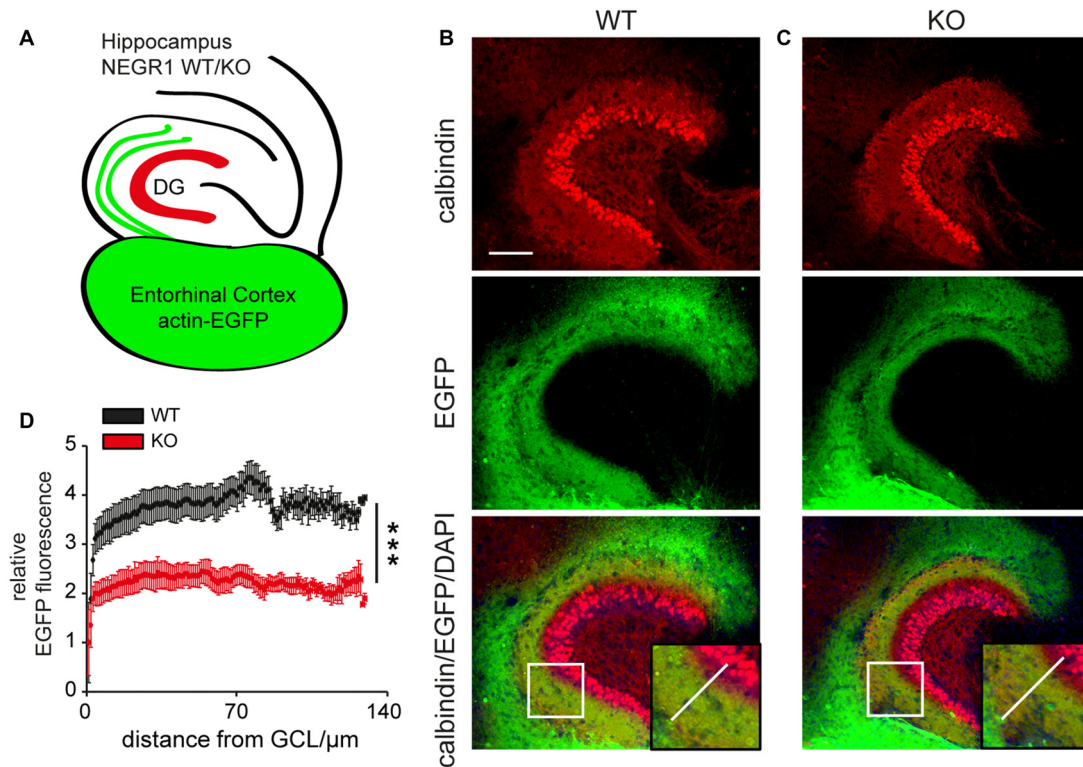 A
Hippocampus
NEGR1 WT/KO
DG
Entorhinal Cortex
actin-EGFP
B
WT
C
KO
calbindin
EGFP
calbindin/EGFP/DAPI
D
WT
KO
relative
EGFP fluorescence
5
4
3
2
1
0
***
0
70
140
distance from GCL/µm